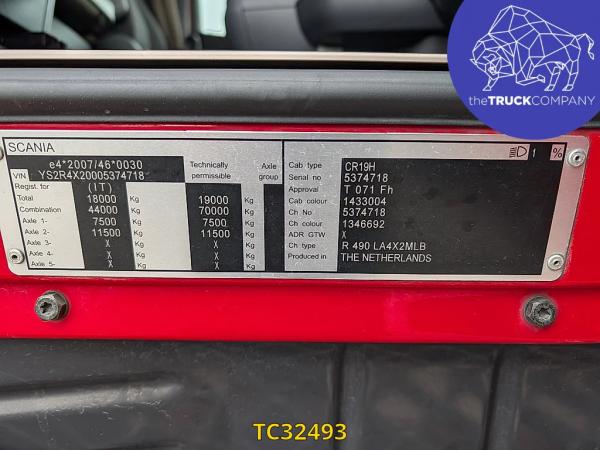 theTRUCKCOMPANY
SCANIA
1 %
e4*2007/46*0030
VIN YS2R4X20005374718
Technically permissible
Axle group
Regist. for (IT)
Total 18000 Kg 19000 Kg
Combination 44000 Kg 70000 Kg
Axle 1- 7500 Kg 7500 Kg
Axle 2- 11500 Kg 11500 Kg
Axle 3- X Kg X Kg
Axle 4- X Kg X Kg
Axle 5- X Kg X Kg
Cab type CR19H
Serial no 5374718
Approval T 071 Fh
Cab colour 1433004
Ch No 5374718
Ch colour 1346692
ADR GTW X
Ch type R 490 LA4X2MLB
Produced in THE NETHERLANDS
TC32493